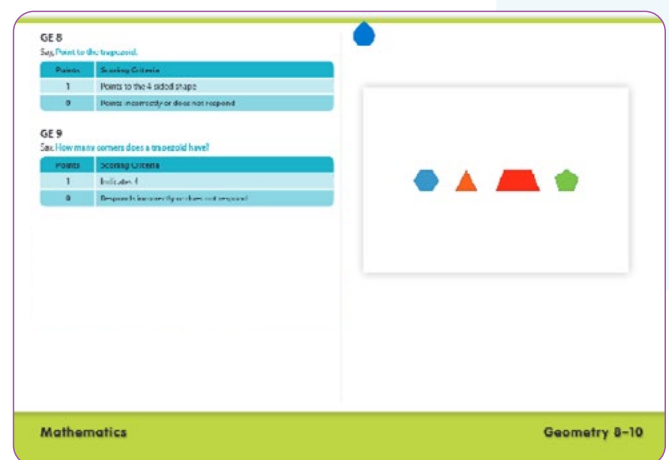 GE 8
Say, Point to the trapezoid.
Points Scoring Criteria
1 Points to the 4-sided shape
0 Points incorrectly or does not respond
GE 9
Say, How many corners does a trapezoid have?
Points Scoring Criteria
1 Indicates 4
0 Responds incorrectly or does not respond
Mathematics
Geometry 8–10